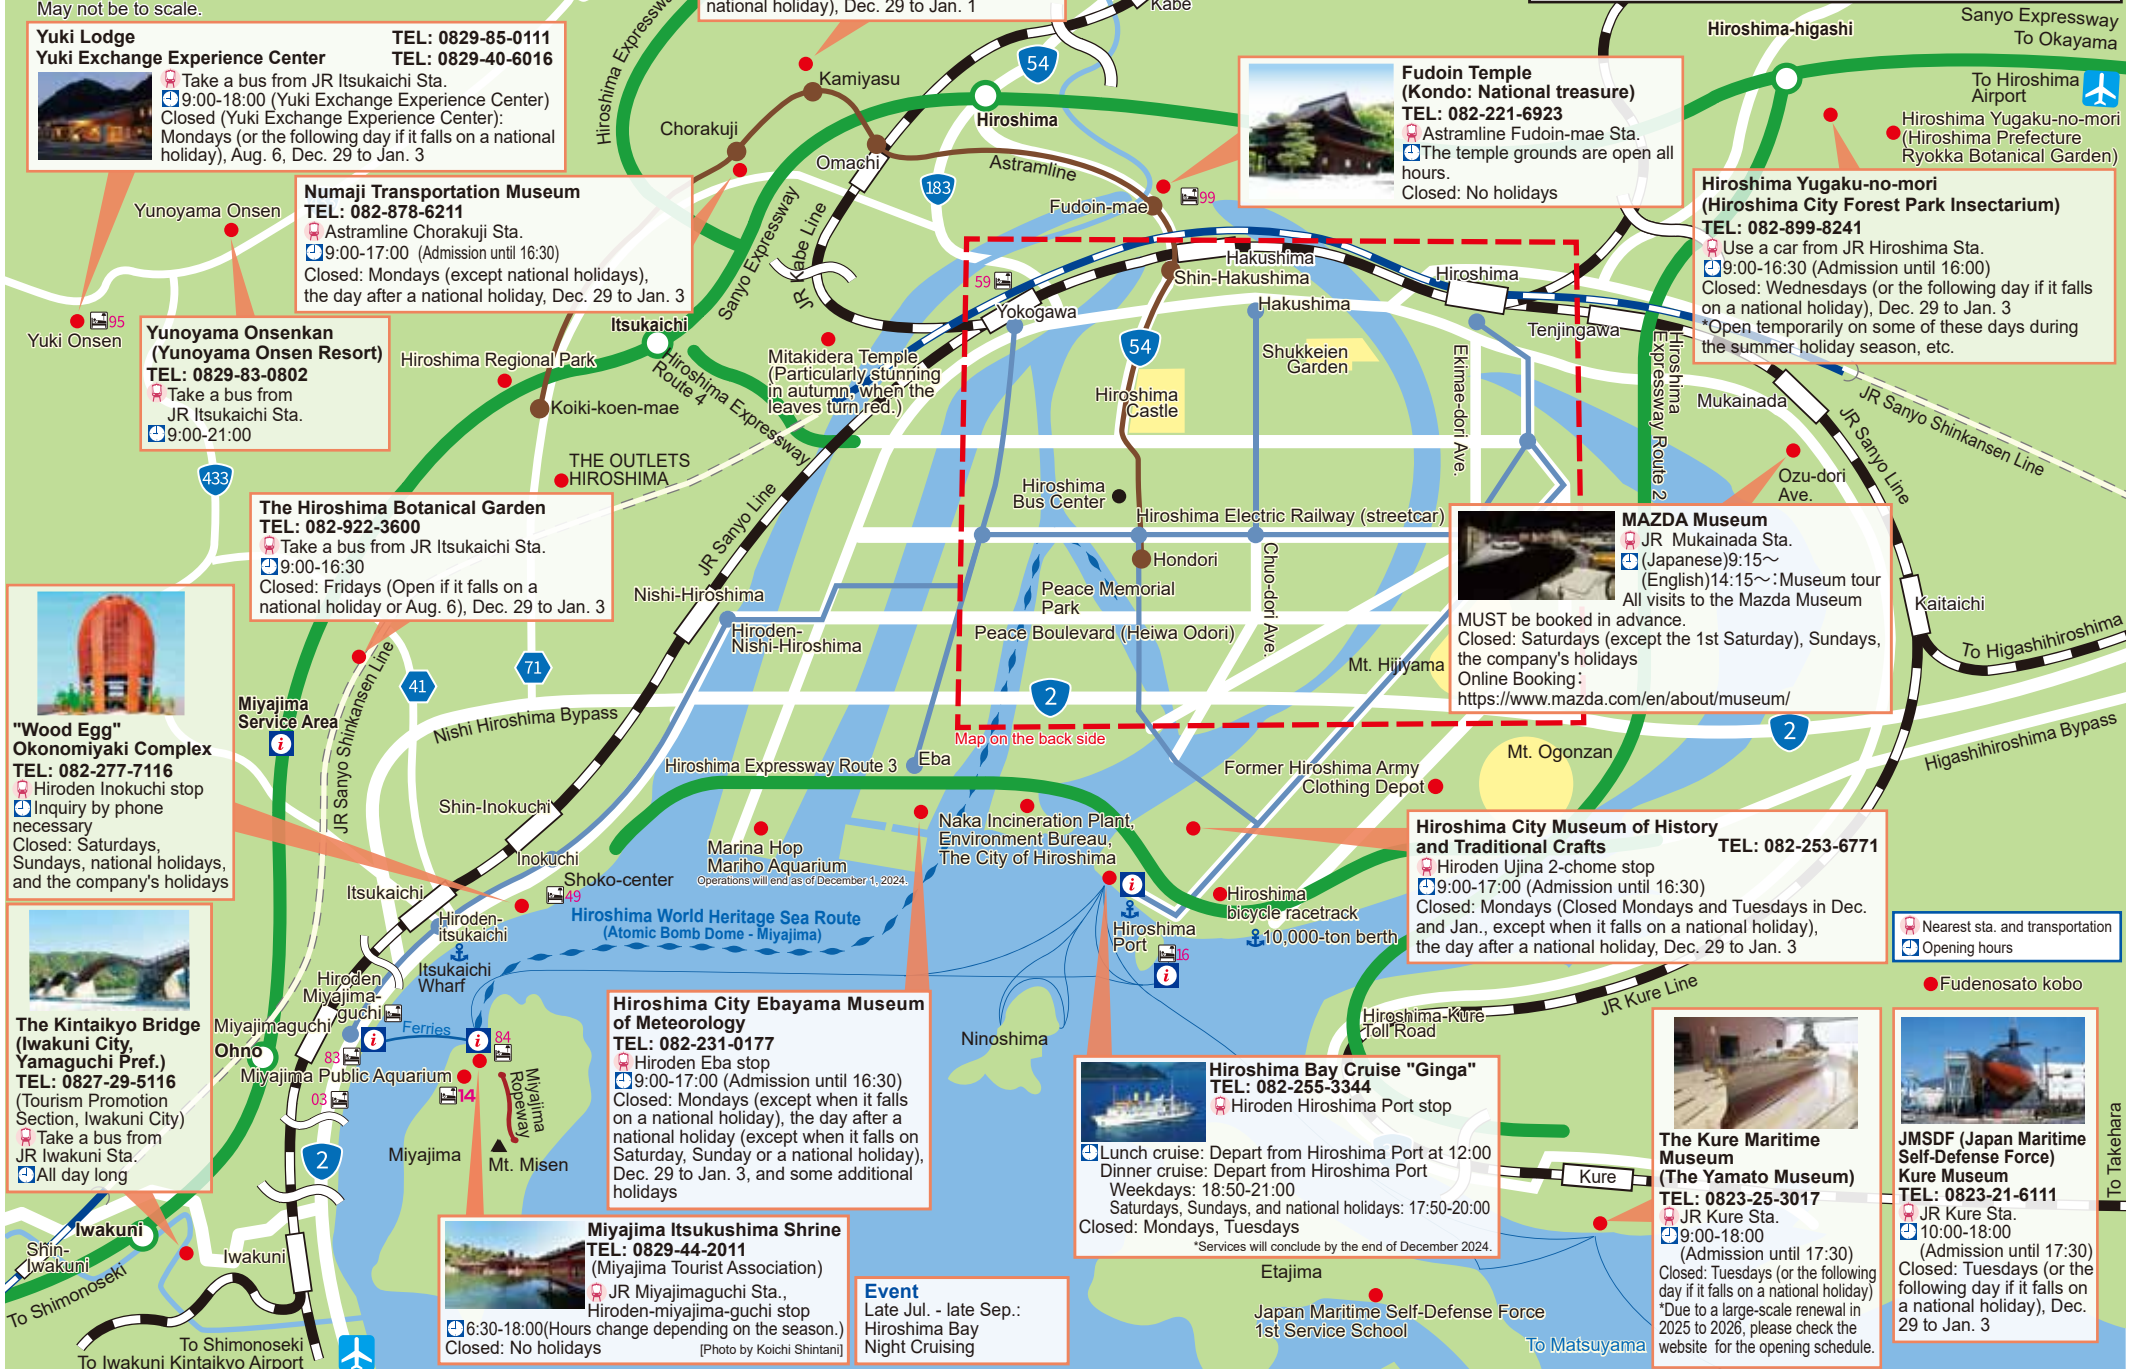 May not be to scale.
national holiday), Dec. 29 to Jan. 1
Kabe
Hiroshima-higashi
Sanyo Expressway
To Okayama
To Hiroshima
Airport
Hiroshima Yugaku-no-mori
(Hiroshima Prefecture
Ryokka Botanical Garden)
Yuki Lodge TEL: 0829-85-0111
Yuki Exchange Experience Center TEL: 0829-40-6016
Take a bus from JR Itsukaichi Sta.
9:00-18:00 (Yuki Exchange Experience Center)
Closed (Yuki Exchange Experience Center):
Mondays (or the following day if it falls on a national
holiday), Aug. 6, Dec. 29 to Jan. 3
Kamiyasu
54
Hiroshima
Chorakuji
Omachi
Astramline
183
Fudoin-mae
99
Fudoin Temple
(Kondo: National treasure)
TEL: 082-221-6923
Astramline Fudoin-mae Sta.
The temple grounds are open all
hours.
Closed: No holidays
Hiroshima Yugaku-no-mori
(Hiroshima City Forest Park Insectarium)
TEL: 082-899-8241
Use a car from JR Hiroshima Sta.
9:00-16:30 (Admission until 16:00)
Closed: Wednesdays (or the following day if it falls
on a national holiday), Dec. 29 to Jan. 3
*Open temporarily on some of these days during
the summer holiday season, etc.
Numaji Transportation Museum
TEL: 082-878-6211
Astramline Chorakuji Sta.
9:00-17:00 (Admission until 16:30)
Closed: Mondays (except national holidays),
the day after a national holiday, Dec. 29 to Jan. 3
Yunoyama Onsen
95
Yuki Onsen
Sanyo Expressway
JR Kabe Line
Yunoyama Onsenkan
(Yunoyama Onsen Resort)
TEL: 0829-83-0802
Take a bus from
JR Itsukaichi Sta.
9:00-21:00
Itsukaichi
Hiroshima Regional Park
Koiki-koen-mae
Hiroshima Expressway
Route 4
Mitakidera Temple
(Particularly stunning
in autumn, when the
leaves turn red.)
59
Yokogawa
Hakushima
Shin-Hakushima
Hakushima
Hiroshima
Tenjingawa
54
Shukkeien
Garden
Hiroshima
Castle
Ekimae-dori Ave.
Hiroshima
Expressway Route 2
Mukainada
JR Sanyo Line
JR Sanyo Shinkansen Line
Ozu-dori
Ave.
433
THE OUTLETS
HIROSHIMA
Hiroshima
Bus Center
Hiroshima Electric Railway (streetcar)
Hondori
Chuo-dori Ave.
Peace Memorial
Park
Peace Boulevard (Heiwa Odori)
Mt. Hijiyama
2
Map on the back side
MAZDA Museum
JR Mukainada Sta.
(Japanese)9:15～
(English)14:15～：Museum tour
All visits to the Mazda Museum
MUST be booked in advance.
Closed: Saturdays (except the 1st Saturday), Sundays,
the company's holidays
Online Booking：
https://www.mazda.com/en/about/museum/
Kaitaichi
To Higashihiroshima
Higashihiroshima Bypass
2
Mt. Ogonzan
The Hiroshima Botanical Garden
TEL: 082-922-3600
Take a bus from JR Itsukaichi Sta.
9:00-16:30
Closed: Fridays (Open if it falls on a
national holiday or Aug. 6), Dec. 29 to Jan. 3
JR Sanyo Line
Nishi-Hiroshima
Hiroden-
Nishi-Hiroshima
"Wood Egg"
Okonomiyaki Complex
TEL: 082-277-7116
Hiroden Inokuchi stop
Inquiry by phone
necessary
Closed: Saturdays,
Sundays, national holidays,
and the company's holidays
Miyajima
Service Area
JR Sanyo Shinkansen Line
41
71
Nishi Hiroshima Bypass
Hiroshima Expressway Route 3
Eba
Former Hiroshima Army
Clothing Depot
Shin-Inokuchi
Inokuchi
Shoko-center
49
Itsukaichi
Hiroden-
itsukaichi
Itsukaichi
Wharf
Marina Hop
Mariho Aquarium
Operations will end as of December 1, 2024.
Naka Incineration Plant,
Environment Bureau,
The City of Hiroshima
Hiroshima World Heritage Sea Route
(Atomic Bomb Dome - Miyajima)
Hiroshima
Port
16
Hiroshima
bicycle racetrack
10,000-ton berth
Hiroshima City Museum of History
and Traditional Crafts TEL: 082-253-6771
Hiroden Ujina 2-chome stop
9:00-17:00 (Admission until 16:30)
Closed: Mondays (Closed Mondays and Tuesdays in Dec.
and Jan., except when it falls on a national holiday),
the day after a national holiday, Dec. 29 to Jan. 3
Nearest sta. and transportation
Opening hours
Fudenosato kobo
JR Kure Line
Hiroshima-Kure
Toll Road
The Kintaikyo Bridge
(Iwakuni City,
Yamaguchi Pref.)
TEL: 0827-29-5116
(Tourism Promotion
Section, Iwakuni City)
Take a bus from
JR Iwakuni Sta.
All day long
Hiroden
Miyajima-
guchi
Miyajimaguchi
Ohno
83
Ferries
84
Miyajima Public Aquarium
14
03
Miyajima
Ropeway
Miyajima
Mt. Misen
2
Hiroshima City Ebayama Museum
of Meteorology
TEL: 082-231-0177
Hiroden Eba stop
9:00-17:00 (Admission until 16:30)
Closed: Mondays (except when it falls
on a national holiday), the day after a
national holiday (except when it falls on
Saturday, Sunday or a national holiday),
Dec. 29 to Jan. 3, and some additional
holidays
Ninoshima
Hiroshima Bay Cruise "Ginga"
TEL: 082-255-3344
Hiroden Hiroshima Port stop
Lunch cruise: Depart from Hiroshima Port at 12:00
Dinner cruise: Depart from Hiroshima Port
Weekdays: 18:50-21:00
Saturdays, Sundays, and national holidays: 17:50-20:00
Closed: Mondays, Tuesdays
*Services will conclude by the end of December 2024.
Kure
The Kure Maritime
Museum
(The Yamato Museum)
TEL: 0823-25-3017
JR Kure Sta.
9:00-18:00
(Admission until 17:30)
Closed: Tuesdays (or the following
day if it falls on a national holiday)
*Due to a large-scale renewal in
2025 to 2026, please check the
website for the opening schedule.
JMSDF (Japan Maritime
Self-Defense Force)
Kure Museum
TEL: 0823-21-6111
JR Kure Sta.
10:00-18:00
(Admission until 17:30)
Closed: Tuesdays (or the
following day if it falls on
a national holiday), Dec.
29 to Jan. 3
To Takehara
Iwakuni
Shin-
Iwakuni
To Shimonoseki
Iwakuni
To Shimonoseki
To Iwakuni Kintaikyo Airport
Miyajima Itsukushima Shrine
TEL: 0829-44-2011
(Miyajima Tourist Association)
JR Miyajimaguchi Sta.,
Hiroden-miyajima-guchi stop
6:30-18:00(Hours change depending on the season.)
Closed: No holidays [Photo by Koichi Shintani]
Event
Late Jul. - late Sep.:
Hiroshima Bay
Night Cruising
Etajima
Japan Maritime Self-Defense Force
1st Service School
To Matsuyama